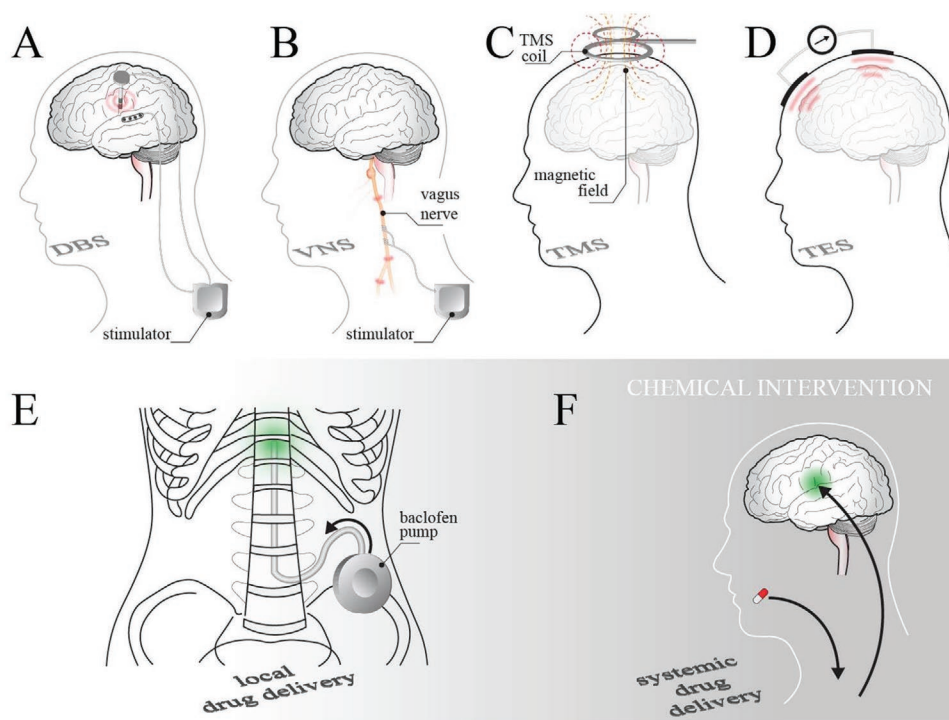 A
DBS
stimulator
B
vagus
nerve
VNS
stimulator
C
TMS
coil
magnetic
field
TMS
D
TES
E
baclofen
pump
local
drug delivery
CHEMICAL INTERVENTION
F
systemic
drug
delivery